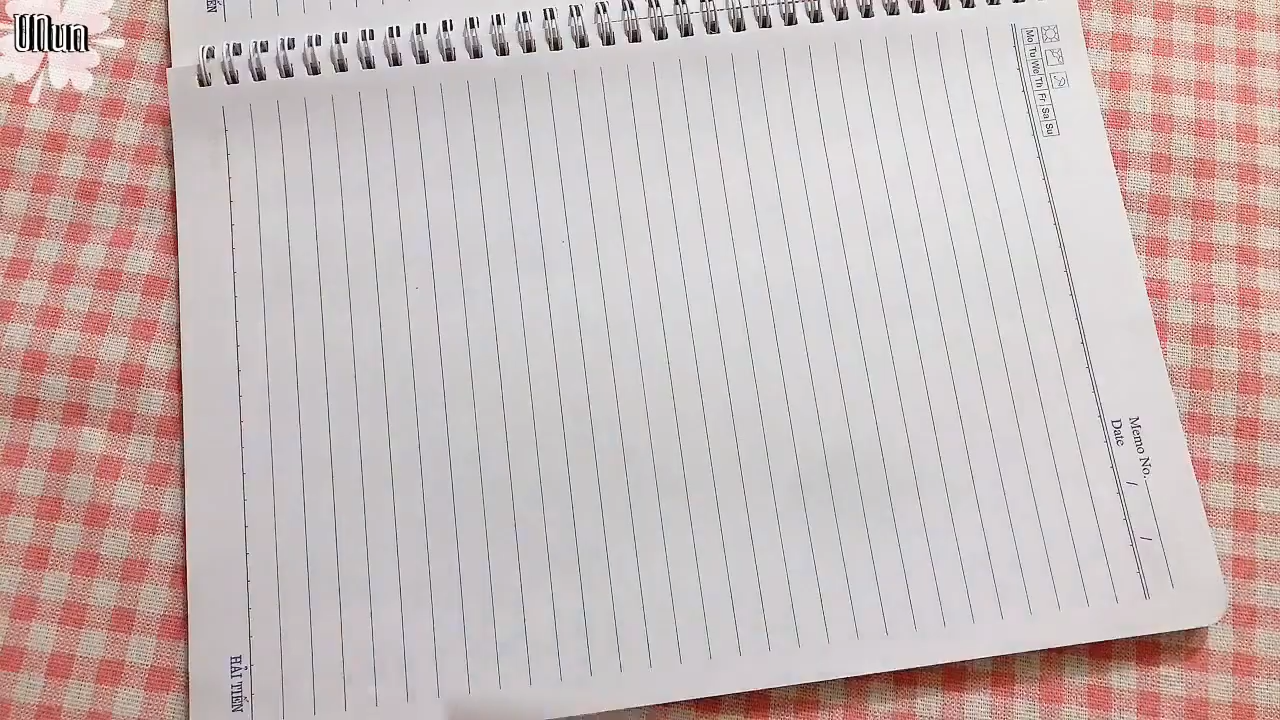 UNun
Mo Tu We Th Fr Sa Su
Memo No.
Date / /
HẢI TIẾN